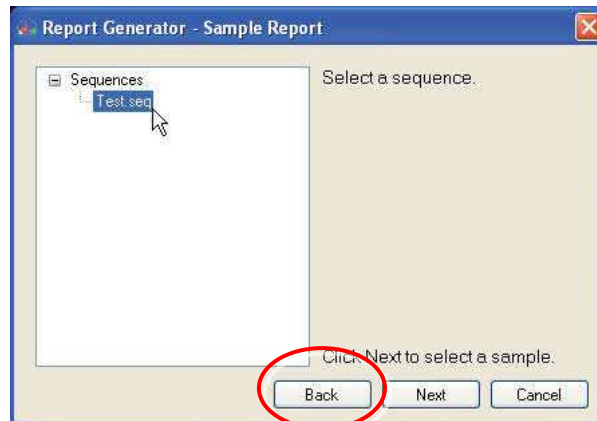 Report Generator - Sample Report
Sequences
Test.seq
Select a sequence.
Click Next to select a sample.
Back
Next
Cancel